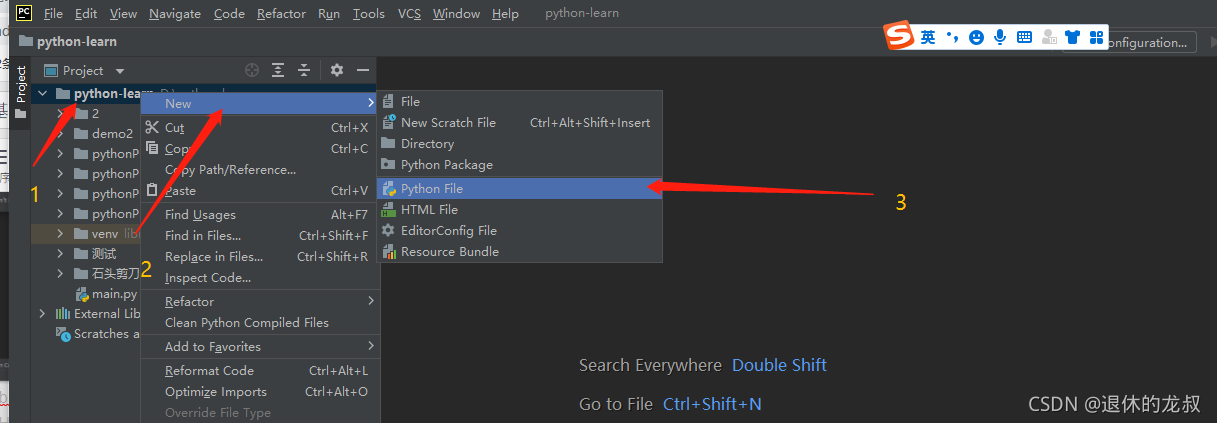 PC File Edit View Navigate Code Refactor Run Tools VCS Window Help python-learn
python-learn
英
onfiguration...
Project
Project
python-lear
2
demo2
pythonP
pythonP
pythonP
pythonP
venv lib
测试
石头剪刀
main.py
External Lib
Scratches a
1
2
New
Cut Ctrl+X
Copy Ctrl+C
Copy Path/Reference...
Paste Ctrl+V
Find Usages Alt+F7
Find in Files... Ctrl+Shift+F
Replace in Files... Ctrl+Shift+R
Inspect Code...
Refactor
Clean Python Compiled Files
Add to Favorites
Reformat Code Ctrl+Alt+L
Optimize Imports Ctrl+Alt+O
Override File Type
File
New Scratch File Ctrl+Alt+Shift+Insert
Directory
Python Package
Python File
HTML File
EditorConfig File
Resource Bundle
3
Search Everywhere Double Shift
Go to File Ctrl+Shift+N
CSDN @退休的龙叔